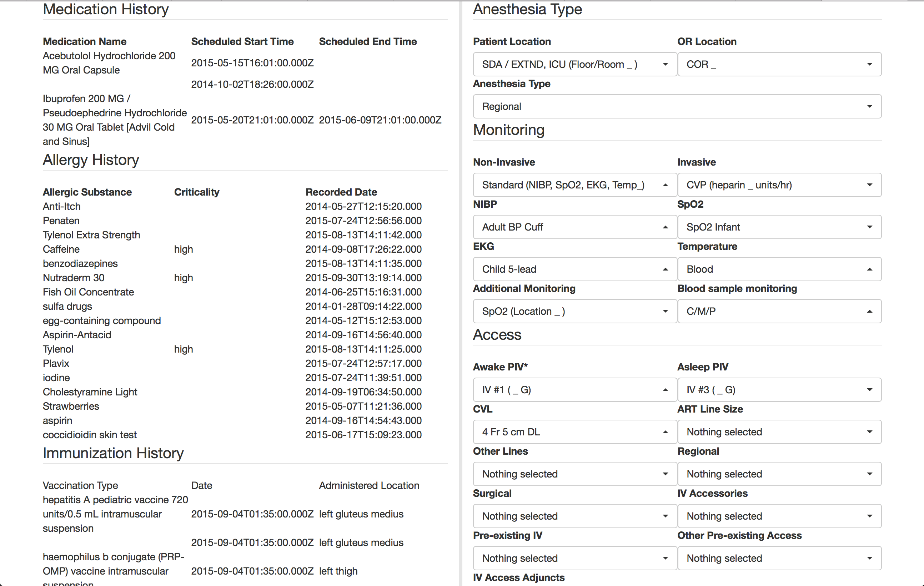 Medication History
Medication Name Scheduled Start Time Scheduled End Time
Acebutolol Hydrochloride 200
MG Oral Capsule
2015-05-15T16:01:00.000Z
2014-10-02T18:26:00.000Z
Ibuprofen 200 MG /
Pseudoephedrine Hydrochloride
30 MG Oral Tablet [Advil Cold
and Sinus]
2015-05-20T21:01:00.000Z 2015-06-09T21:01:00.000Z
Allergy History
Allergic Substance Criticality Recorded Date
Anti-Itch 2014-05-27T12:15:20.000
Penaten 2015-07-24T12:56:56.000
Tylenol Extra Strength 2015-08-13T14:11:42.000
Caffeine high 2014-09-08T17:26:22.000
benzodiazepines 2015-08-13T14:11:35.000
Nutraderm 30 high 2015-09-30T13:19:14.000
Fish Oil Concentrate 2014-06-25T15:16:31.000
sulfa drugs 2014-01-28T09:14:22.000
egg-containing compound 2014-05-12T15:12:53.000
Aspirin-Antacid 2014-09-16T14:56:40.000
Tylenol high 2015-08-13T14:11:25.000
Plavix 2015-07-24T12:57:17.000
iodine 2015-07-24T11:39:51.000
Cholestyramine Light 2014-09-19T06:34:50.000
Strawberries 2015-05-07T11:21:36.000
aspirin 2014-09-16T14:54:43.000
coccidioidin skin test 2015-06-17T15:09:23.000
Immunization History
Vaccination Type Date Administered Location
hepatitis A pediatric vaccine 720
units/0.5 mL intramuscular
suspension
2015-09-04T01:35:00.000Z left gluteus medius
2015-09-04T01:35:00.000Z left gluteus medius
haemophilus b conjugate (PRP-
OMP) vaccine intramuscular
suspension
2015-09-04T01:35:00.000Z left thigh
Anesthesia Type
Patient Location OR Location
SDA / EXTND, ICU (Floor/Room _ ) COR _
Anesthesia Type
Regional
Monitoring
Non-Invasive Invasive
Standard (NIBP, SpO2, EKG, Temp_) CVP (heparin _ units/hr)
NIBP SpO2
Adult BP Cuff SpO2 Infant
EKG Temperature
Child 5-lead Blood
Additional Monitoring Blood sample monitoring
SpO2 (Location _ ) C/M/P
Access
Awake PIV* Asleep PIV
IV #1 ( _ G) IV #3 ( _ G)
CVL ART Line Size
4 Fr 5 cm DL Nothing selected
Other Lines Regional
Nothing selected Nothing selected
Surgical IV Accessories
Nothing selected Nothing selected
Pre-existing IV Other Pre-existing Access
Nothing selected Nothing selected
IV Access Adjuncts